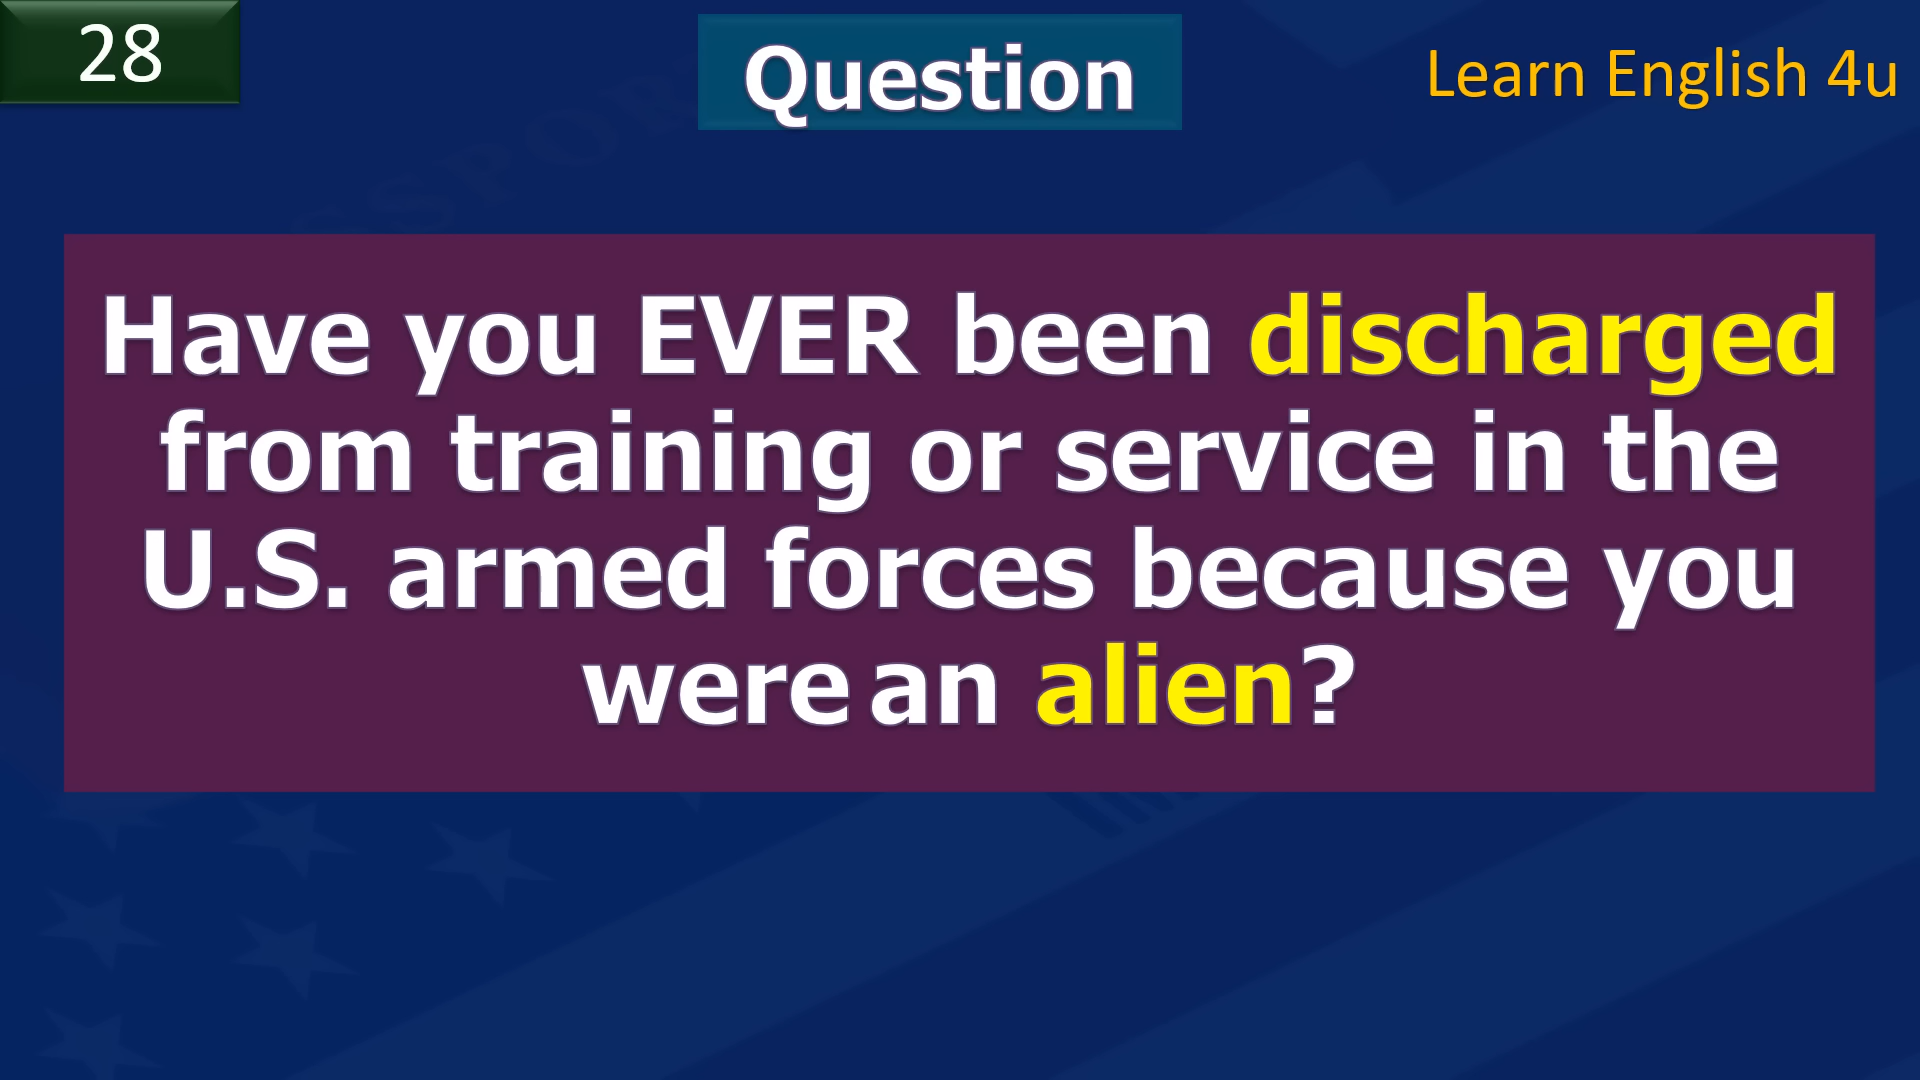 28
Question
Learn English 4u
Have you EVER been discharged
from training or service in the
U.S. armed forces because you
were an alien?